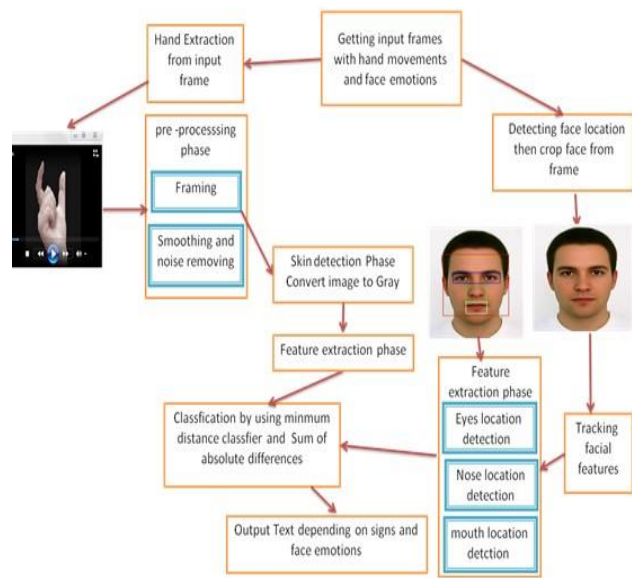 Hand Extraction
from input
frame
Getting input frames
with hand movements
and face emotions
pre -processsing
phase
Framing
Smoothing and
noise removing
Detecting face location
then crop face from
frame
Skin detection Phase
Convert image to Gray
Feature extraction phase
Feature
extraction phase
Eyes location
detection
Nose location
detection
mouth location
detction
Tracking
facial
features
Classfication by using minmum
distance classfier and Sum of
absolute differences
Output Text depending on signs and
face emotions